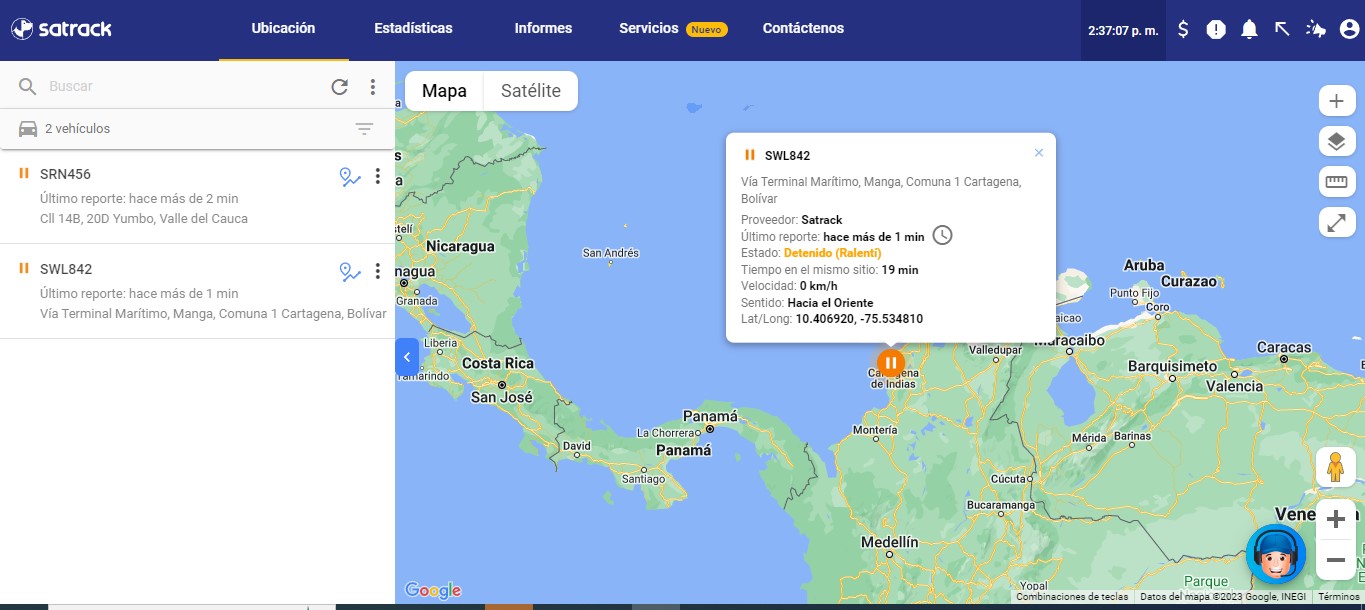 satrack
Ubicación
Estadísticas
Informes
Servicios Nuevo
Contáctenos
2:37:07 p. m.
Buscar
2 vehículos
SRN456
Último reporte: hace más de 2 min
Cll 14B, 20D Yumbo, Valle del Cauca
SWL842
Último reporte: hace más de 1 min
Vía Terminal Marítimo, Manga, Comuna 1 Cartagena, Bolívar
Mapa
Satélite
SWL842
Vía Terminal Marítimo, Manga, Comuna 1 Cartagena,
Bolívar
Proveedor: Satrack
Último reporte: hace más de 1 min
Estado: Detenido (Ralentí)
Tiempo en el mismo sitio: 19 min
Velocidad: 0 km/h
Sentido: Hacia el Oriente
Lat/Long: 10.406920, -75.534810
Nicaragua
nagua
Granada
San Andrés
Liberia
Costa Rica
San José
Panamá
La Chorrera
Panamá
David
Santiago
Aruba
Curazao
Punto Fijo
Coro
aicao
Maracaibo
Valledupar
Caracas
Barquisimeto
Valencia
Cartagena
de Indias
Montería
Mérida
Barinas
Cúcuta
Bucaramanga
Medellín
Yopal
Parque
Google
Combinaciones de teclas
Datos del mapa ©2023 Google, INEGI
Términos